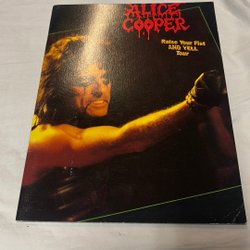 ALICE
COOPER
Raise Your Fist
AND YELL
Tour